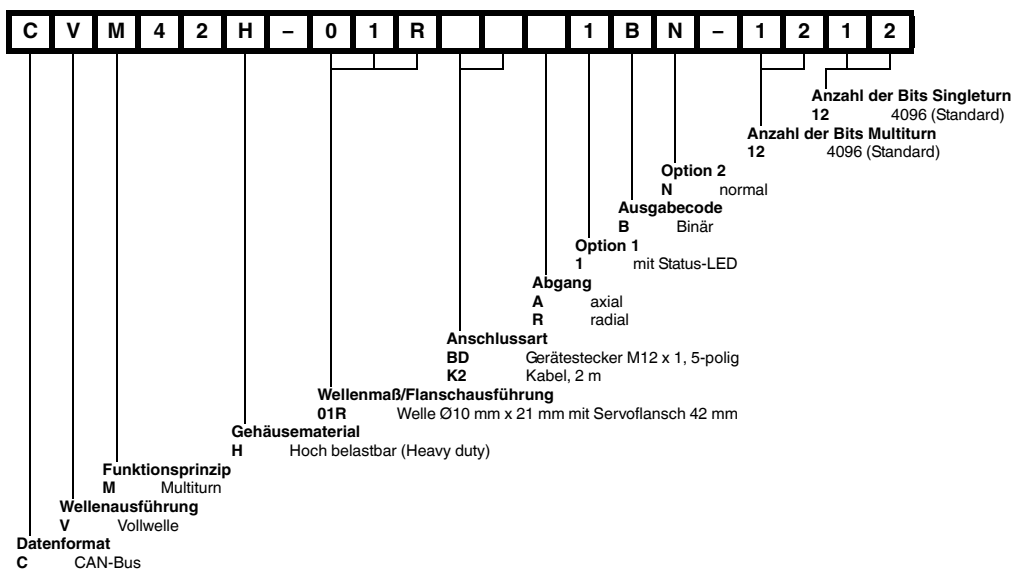 C V M 4 2 H – 0 1 R 1 B N – 1 2 1 2
Anzahl der Bits Singleturn
12 4096 (Standard)
Anzahl der Bits Multiturn
12 4096 (Standard)
Option 2
N normal
Ausgabecode
B Binär
Option 1
1 mit Status-LED
Abgang
A axial
R radial
Anschlussart
BD Gerätestecker M12 x 1, 5-polig
K2 Kabel, 2 m
Wellenmaß/Flanschausführung
01R Welle Ø10 mm x 21 mm mit Servoflansch 42 mm
Gehäusematerial
H Hoch belastbar (Heavy duty)
Funktionsprinzip
M Multiturn
Wellenausführung
V Vollwelle
Datenformat
C CAN-Bus